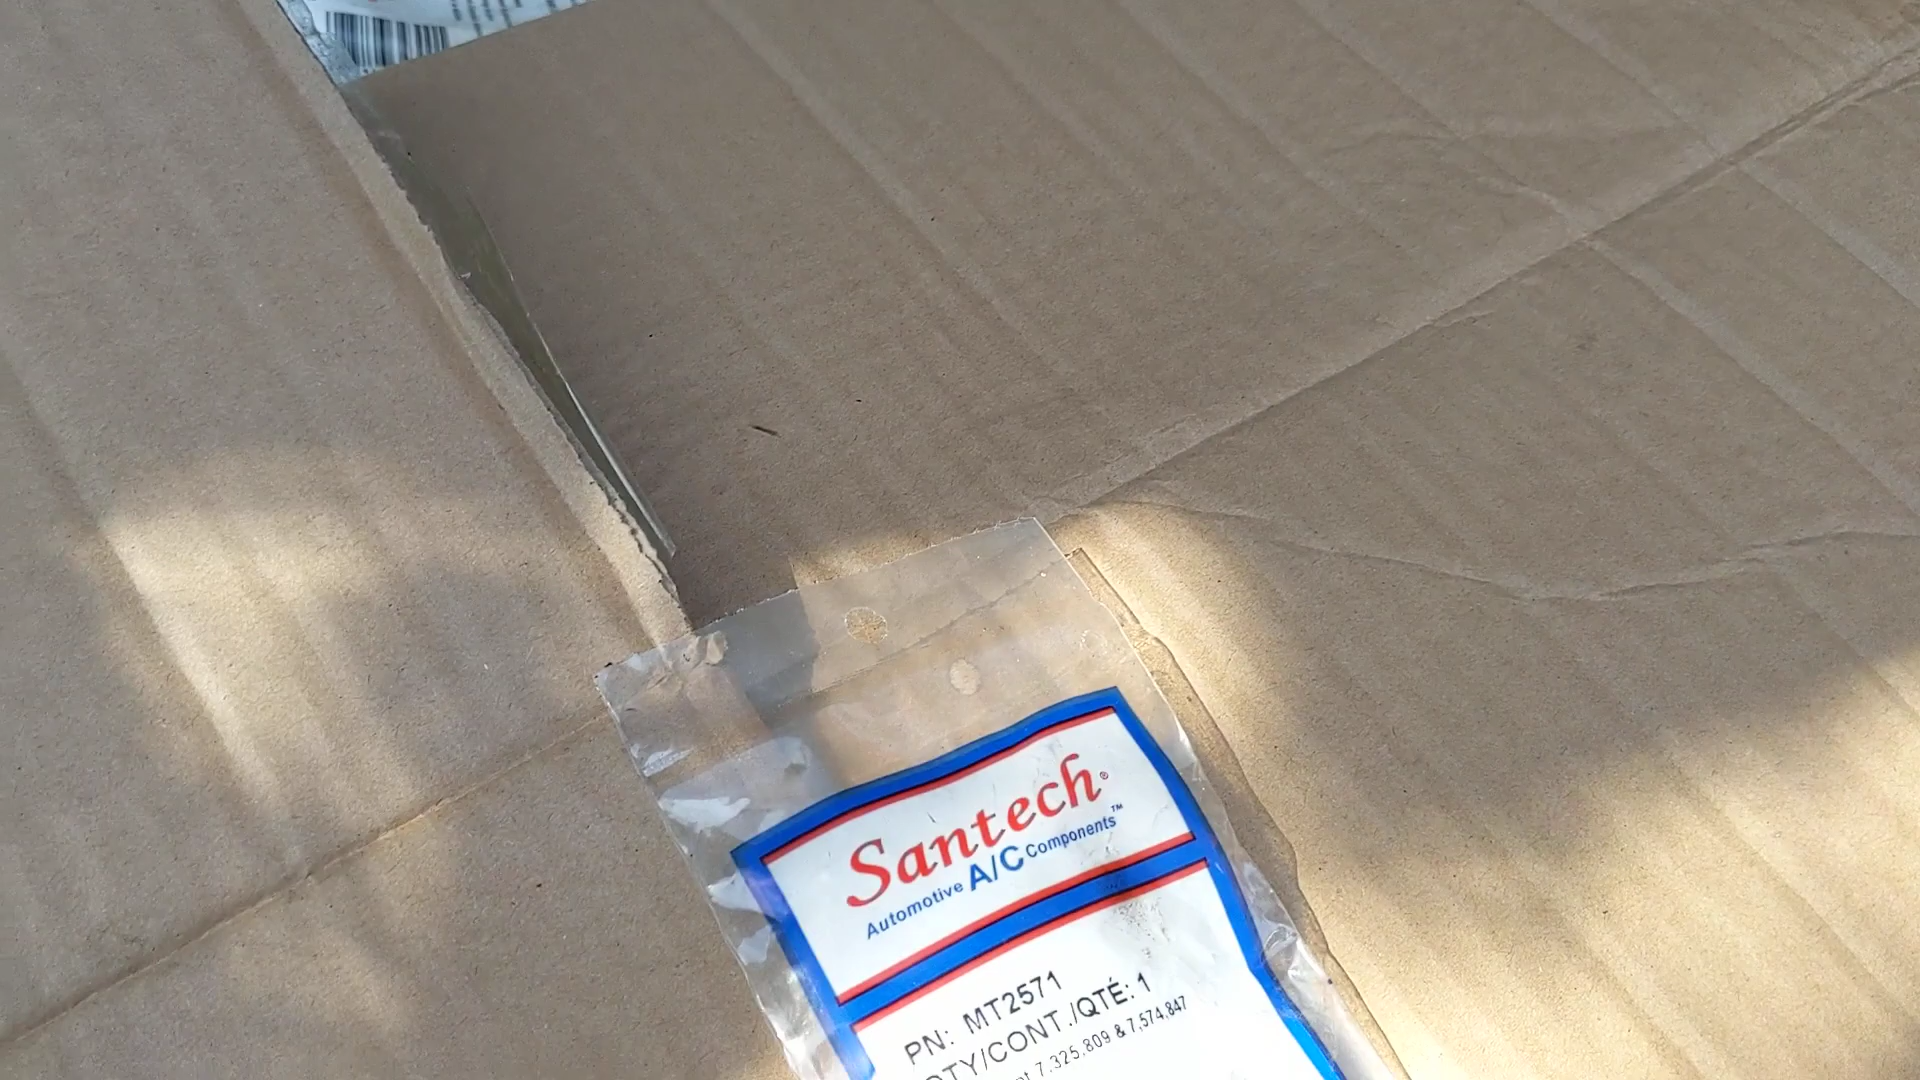 Santech®
Automotive A/C Components™
PN: MT2571
QTY/CONT./QTÉ: 1
7,325,809 & 7,574,847